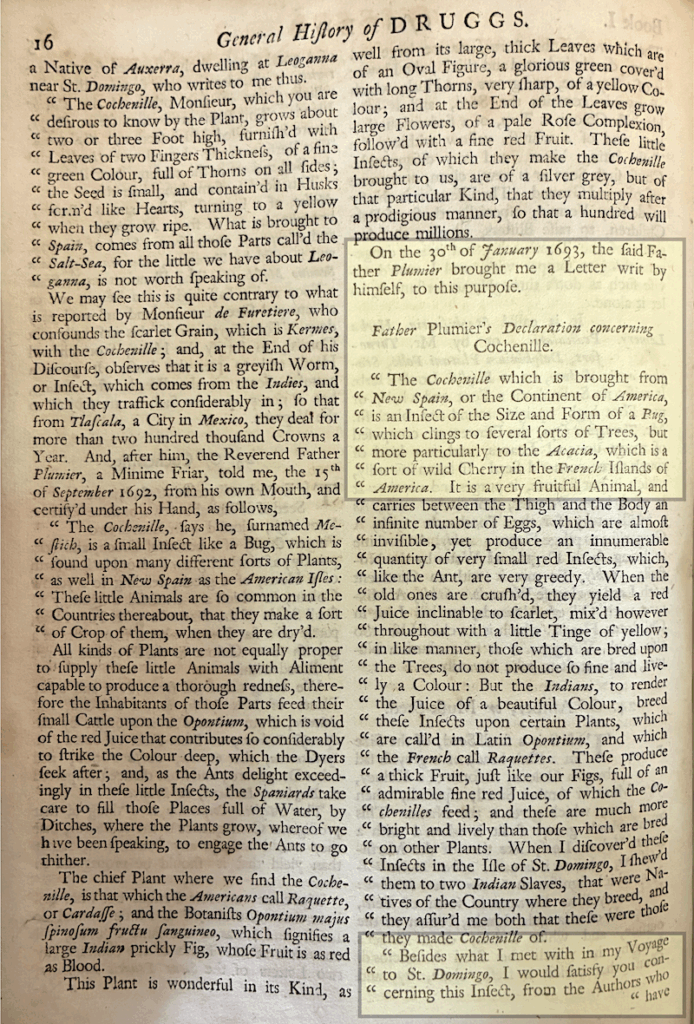 16
General Hiſtory of DRUGGS.
a Native of Auxerra, dwelling at Leoganna
near St. Domingo, who writes to me thus.
“ The Cochenille, Monſieur, which you are
“ deſirous to know by the Plant, grows about
“ two or three Foot high, furniſh'd with
“ Leaves of two Fingers Thickneſs, of a fine
“ green Colour, full of Thorns on all ſides;
“ the Seed is ſmall, and contain'd in Husks
“ form'd like Hearts, turning to a yellow
“ when they grow ripe. What is brought to
“ Spain, comes from all thoſe Parts call'd the
“ Salt-Sea, for the little we have about Leo-
“ ganna, is not worth ſpeaking of.
We may ſee this is quite contrary to what
is reported by Monſieur de Furetiere, who
confounds the ſcarlet Grain, which is Kermes,
with the Cochenille; and, at the End of his
Diſcourſe, obſerves that it is a greyiſh Worm,
or Inſect, which comes from the Indies, and
which they traffick conſiderably in; ſo that
from Tlaſcala, a City in Mexico, they deal for
more than two hundred thouſand Crowns a
Year. And, after him, the Reverend Father
Plumier, a Minime Friar, told me, the 15th
of September 1692, from his own Mouth, and
certify'd under his Hand, as follows,
“ The Cochenille, ſays he, ſurnamed Me-
“ ſtich, is a ſmall Inſect like a Bug, which is
“ found upon many different ſorts of Plants,
“ as well in New Spain as the American Iſles:
“ Theſe little Animals are ſo common in the
“ Countries thereabout, that they make a ſort
“ of Crop of them, when they are dry'd.
All kinds of Plants are not equally proper
to ſupply theſe little Animals with Aliment
capable to produce a thorough redneſs, there-
fore the Inhabitants of thoſe Parts feed their
ſmall Cattle upon the Opontium, which is void
of the red Juice that contributes ſo conſiderably
to ſtrike the Colour deep, which the Dyers
ſeek after; and, as the Ants delight exceed-
ingly in theſe little Inſects, the Spaniards take
care to fill thoſe Places full of Water, by
Ditches, where the Plants grow, whereof we
have been ſpeaking, to engage the Ants to go
thither.
The chief Plant where we find the Coche-
nille, is that which the Americans call Raquette,
or Cardaſſe; and the Botaniſts Opontium majus
ſpinoſum fructu ſanguineo, which ſignifies a
large Indian prickly Fig, whoſe Fruit is as red
as Blood.
This Plant is wonderful in its Kind, as
well from its large, thick Leaves which are
of an Oval Figure, a glorious green cover'd
with long Thorns, very ſharp, of a yellow Co-
lour; and at the End of the Leaves grow
large Flowers, of a pale Roſe Complexion,
follow'd with a fine red Fruit. Theſe little
Inſects, of which they make the Cochenille
brought to us, are of a ſilver grey, but of
that particular Kind, that they multiply after
a prodigious manner, ſo that a hundred will
produce millions.
On the 30th of January 1693, the ſaid Fa-
ther Plumier brought me a Letter writ by
himſelf, to this purpoſe.
Father Plumier's Declaration concerning
Cochenille.
“ The Cochenille which is brought from
“ New Spain, or the Continent of America,
“ is an Inſect of the Size and Form of a Bug,
“ which clings to ſeveral ſorts of Trees, but
“ more particularly to the Acacia, which is a
“ ſort of wild Cherry in the French Iſlands of
“ America. It is a very fruitful Animal, and
“ carries between the Thigh and the Body an
“ infinite number of Eggs, which are almoſt
“ inviſible, yet produce an innumerable
“ quantity of very ſmall red Inſects, which,
“ like the Ant, are very greedy. When the
“ old ones are cruſh'd, they yield a red
“ Juice inclinable to ſcarlet, mix'd however
“ throughout with a little Tinge of yellow;
“ in like manner, thoſe which are bred upon
“ the Trees, do not produce ſo fine and live-
“ ly a Colour: But the Indians, to render
“ the Juice of a beautiful Colour, breed
“ theſe Inſects upon certain Plants, which
“ are call'd in Latin Opontium, and which
“ the French call Raquettes. Theſe produce
“ a thick Fruit, juſt like our Figs, full of an
“ admirable fine red Juice, of which the Co-
“ chenilles feed; and theſe are much more
“ bright and lively than thoſe which are bred
“ on other Plants. When I diſcover'd theſe
“ Inſects in the Iſle of St. Domingo, I ſhew'd
“ them to two Indian Slaves, that were Na-
“ tives of the Country where they breed, and
“ they aſſur'd me both that theſe were thoſe
“ they made Cochenille of.
“ Beſides what I met with in my Voyage
“ to St. Domingo, I would ſatisfy you con-
“ cerning this Inſect, from the Authors who
“ have